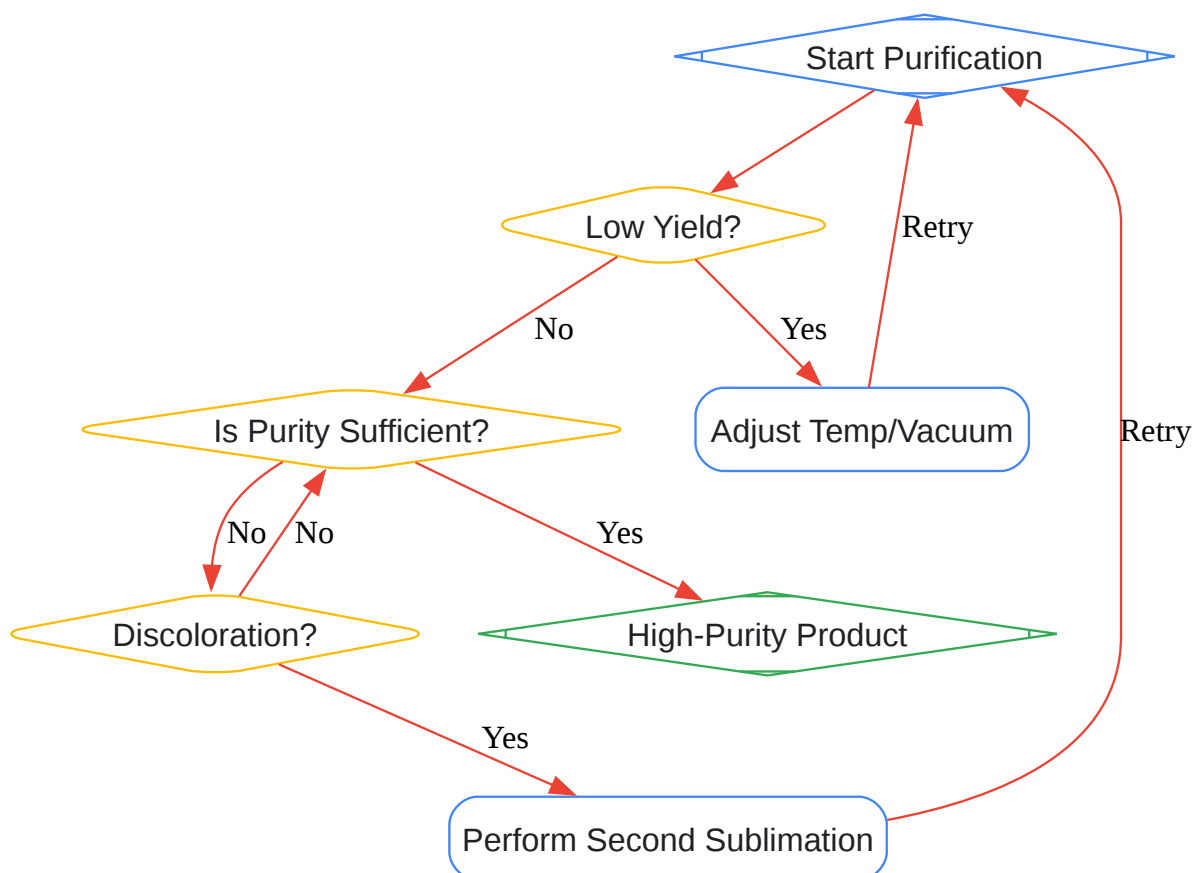 Start Purification
Low Yield?
Retry
No
Yes
Is Purity Sufficient?
Adjust Temp/Vacuum
Retry
No
No
Yes
Discoloration?
High-Purity Product
Yes
Perform Second Sublimation